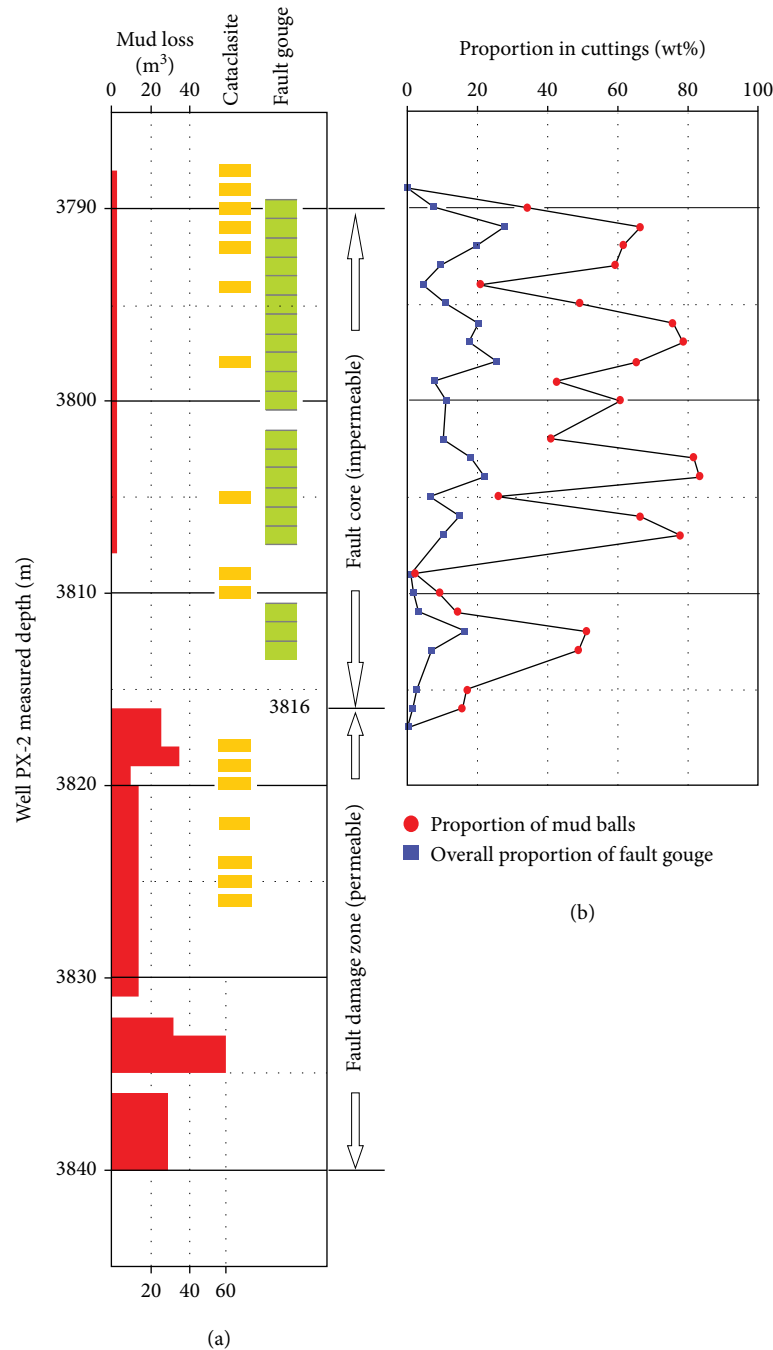 Mud loss
(m³)
0 20 40
Cataclasite
Fault gouge
Proportion in cuttings (wt%)
0 20 40 60 80 100
Well PX-2 measured depth (m)
3790
3800
3810
3816
3820
3830
3840
Fault core (impermeable)
Fault damage zone (permeable)
20 40 60
(a)
Proportion of mud balls
Overall proportion of fault gouge
(b)